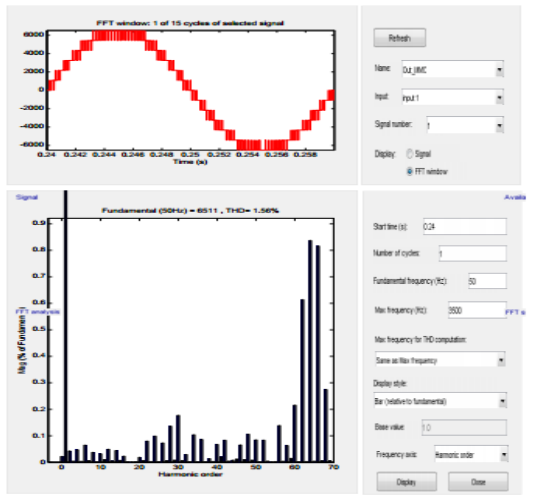 FFT window: 1 of 15 cycles of selected signal
6000
4000
2000
0
-2000
-4000
-6000
0.24 0.242 0.244 0.246 0.248 0.25 0.252 0.254 0.256 0.258
Time (s)
Refresh
Name: Out_MMC
Input: input 1
Signal number: 1
Display: Signal
FFT window
Signal
Availa
Fundamental (50Hz) = 6511 , THD= 1.56%
0.9
0.8
0.7
0.6
FFT analysis
0.5
0.4
0.3
0.2
0.1
0
Mag (% of Fundamental)
0 10 20 30 40 50 60 70
Harmonic order
Start time (s): 0.24
Number of cycles: 1
Fundamental frequency (Hz): 50
FFT s
Max frequency (Hz): 3500
Max frequency for THD computation:
Same as Max frequency
Display style:
Bar (relative to fundamental)
Base value: 1.0
Frequency axis: Harmonic order
Display Close